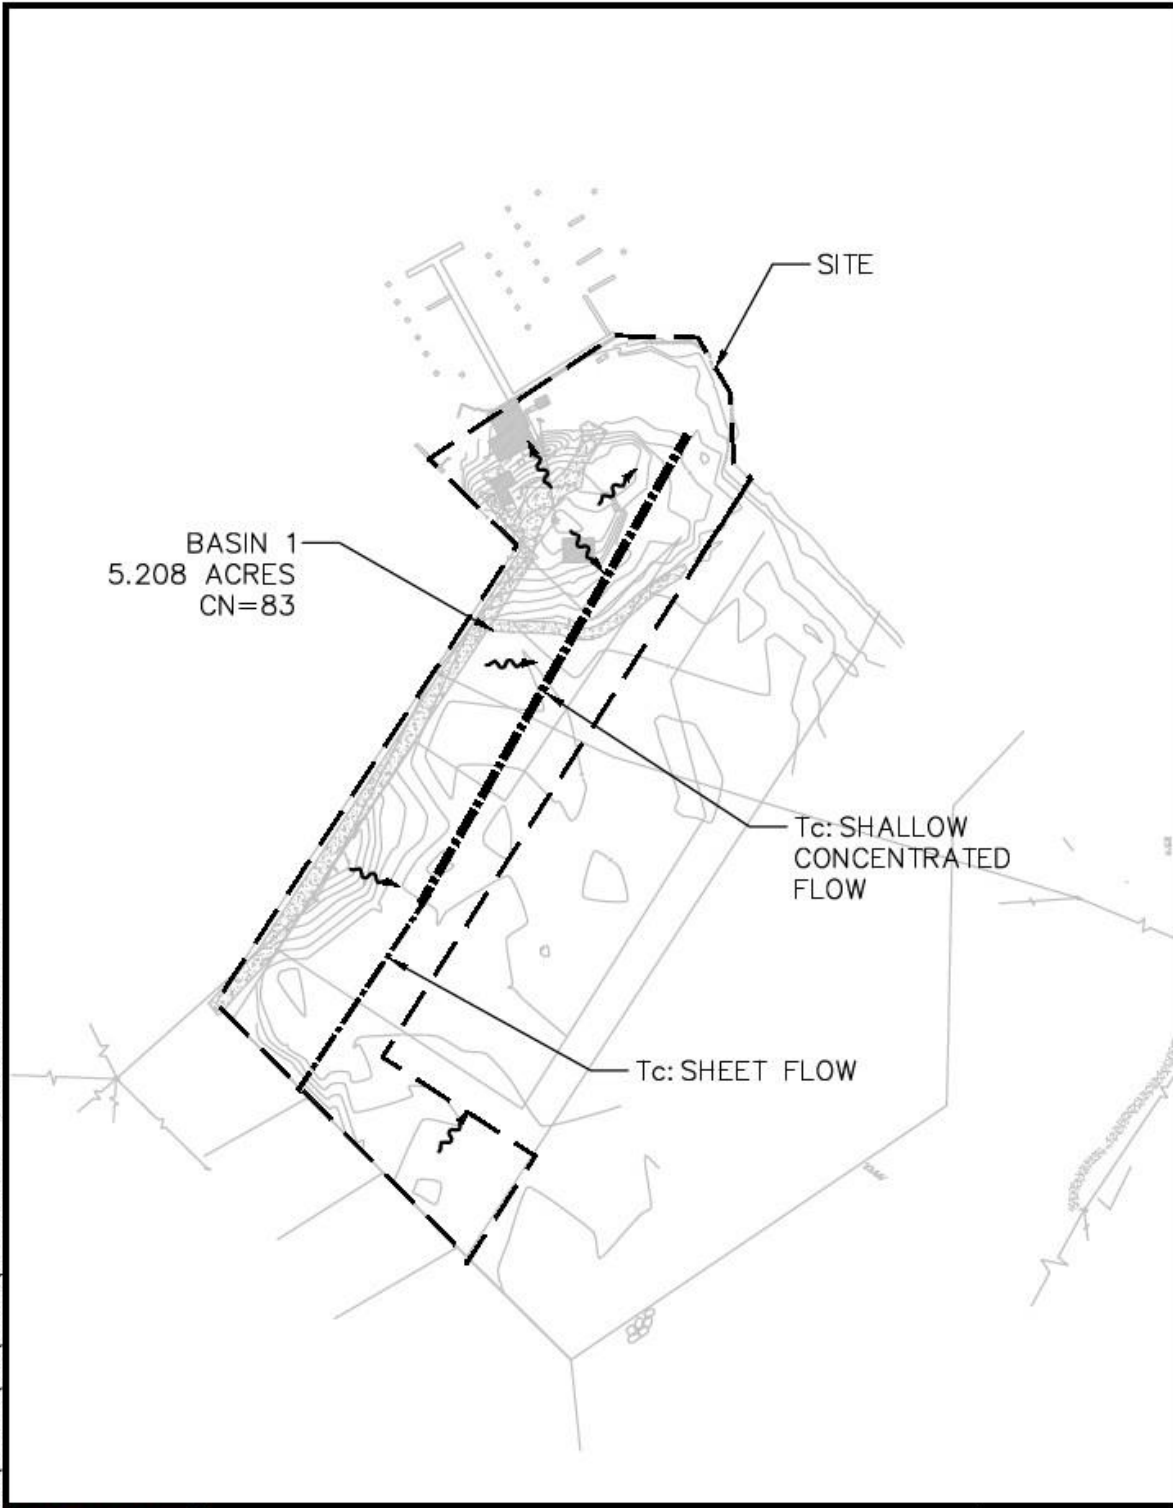 SITE
BASIN 1
5.208 ACRES
CN=83
Tc: SHALLOW
CONCENTRATED
FLOW
Tc: SHEET FLOW